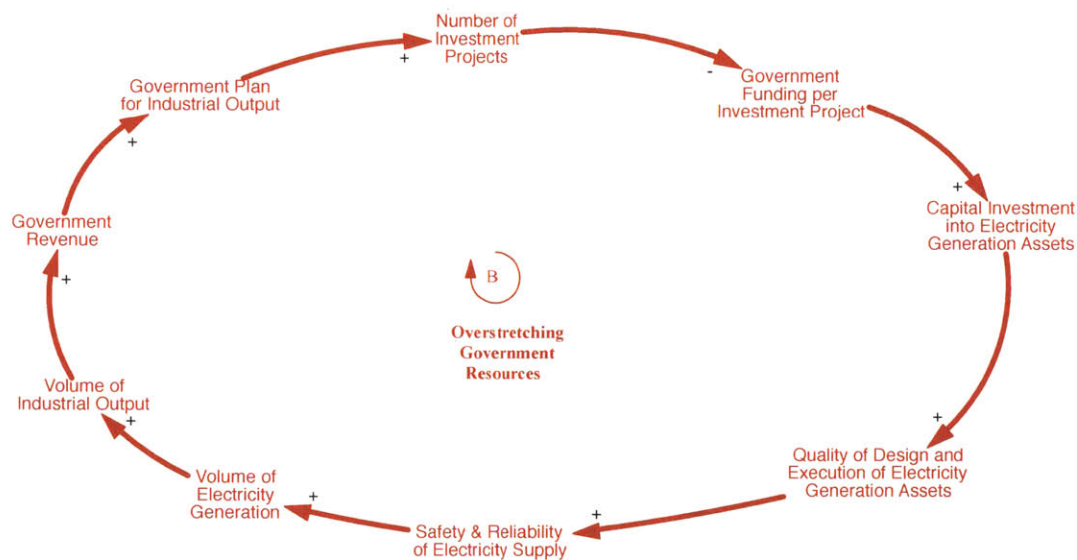 Number of
Investment
Projects
+
-
Government
Funding per
Investment Project
+
Capital Investment
into Electricity
Generation Assets
+
Quality of Design and
Execution of Electricity
Generation Assets
+
Safety & Reliability
of Electricity Supply
+
Volume of
Electricity
Generation
+
Volume of
Industrial Output
+
Government
Revenue
+
Government Plan
for Industrial Output
B
Overstretching
Government
Resources